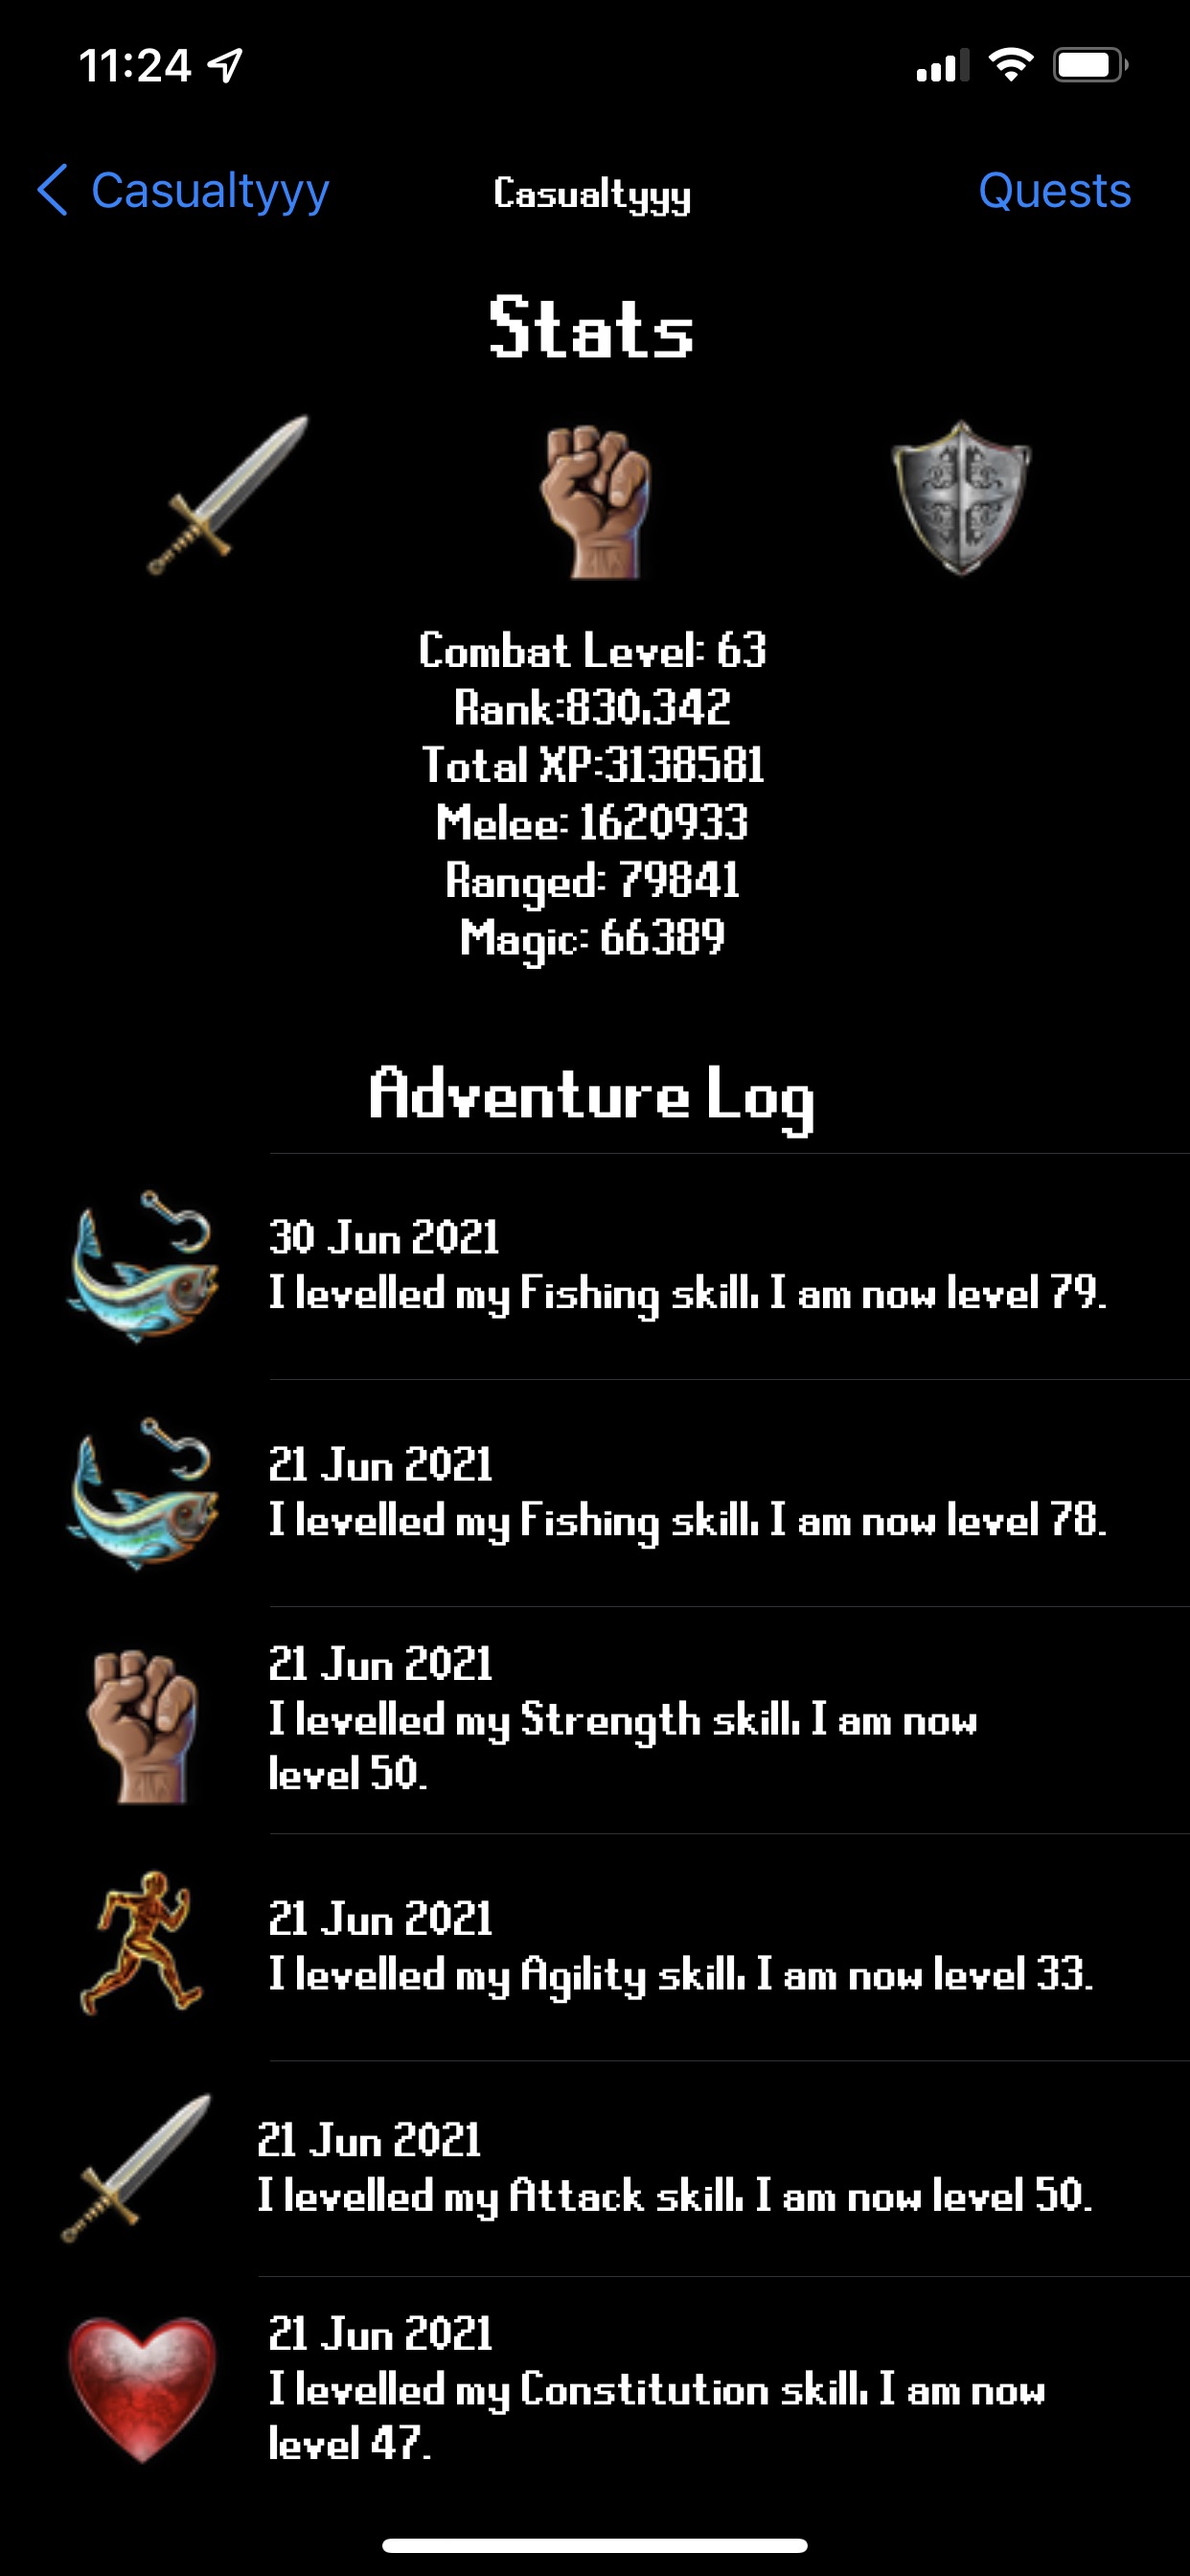 11:24
Casualtyyy
Casualtyyy
Quests
Stats
Combat Level: 63
Rank:830,342
Total XP:3138581
Melee: 1620933
Ranged: 79841
Magic: 66389
Adventure Log
30 Jun 2021
I levelled my Fishing skill, I am now level 79.
21 Jun 2021
I levelled my Fishing skill, I am now level 78.
21 Jun 2021
I levelled my Strength skill, I am now
level 50.
21 Jun 2021
I levelled my Agility skill, I am now level 33.
21 Jun 2021
I levelled my Attack skill, I am now level 50.
21 Jun 2021
I levelled my Constitution skill, I am now
level 47.